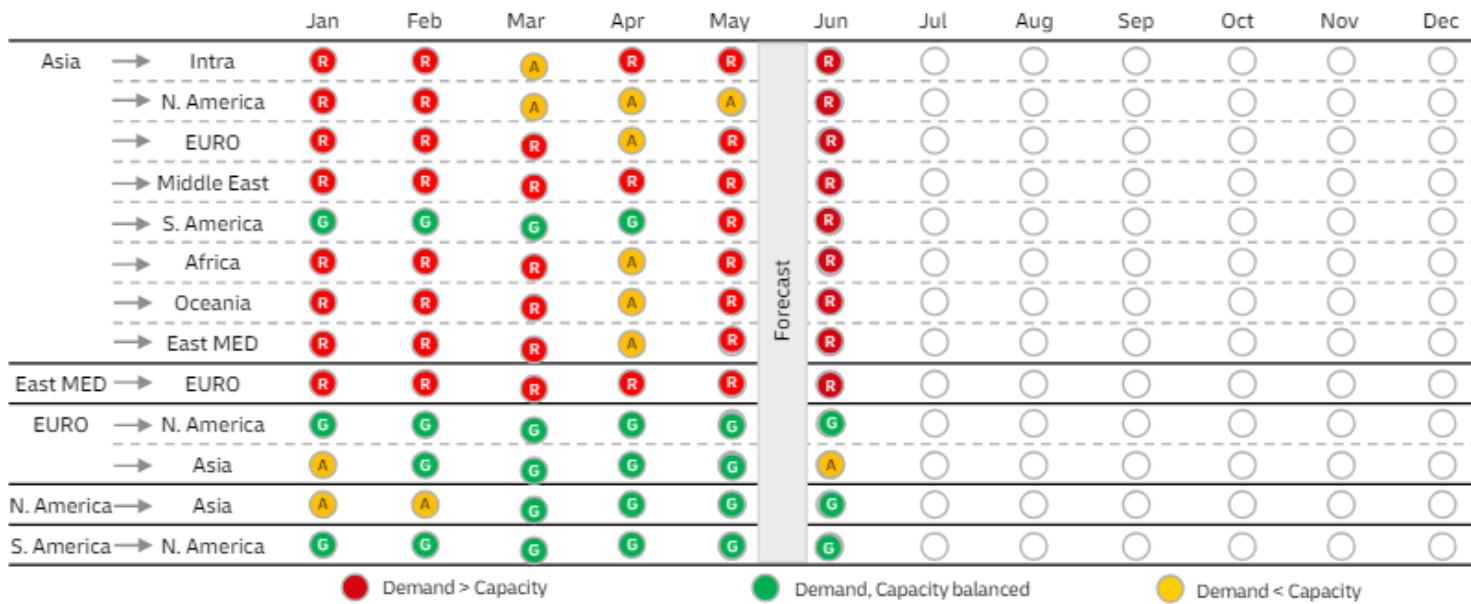 Jan Feb Mar Apr May Jun Jul Aug Sep Oct Nov Dec
Asia Intra R R A R R R
N. America R R A A A R
EURO R R R A R R
Middle East R R R R R R
S. America G G G G R R
Africa R R R A R R
Oceania R R R A R R
East MED R R R A R R
Forecast
East MED EURO R R R R R R
EURO N. America G G G G G G
Asia A G G G G A
N. America Asia A A G G G G
S. America N. America G G G G G G
Demand > Capacity Demand, Capacity balanced Demand < Capacity